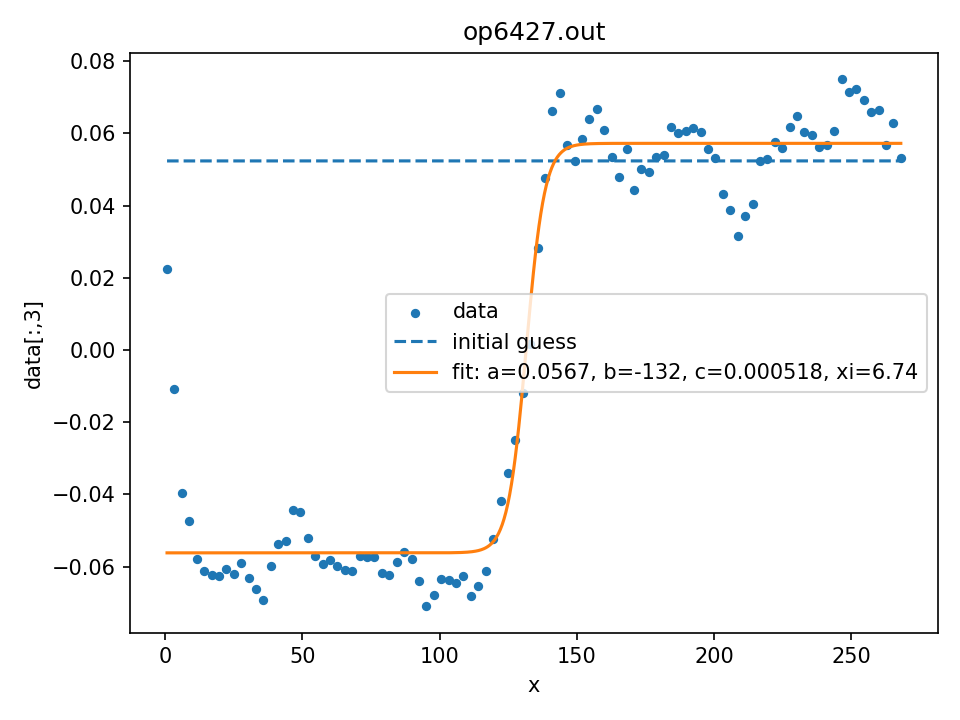 op6427.out
0.08
0.06
0.04
0.02
0.00
−0.02
−0.04
−0.06
data[:,3]
data
initial guess
fit: a=0.0567, b=-132, c=0.000518, xi=6.74
0 50 100 150 200 250
x